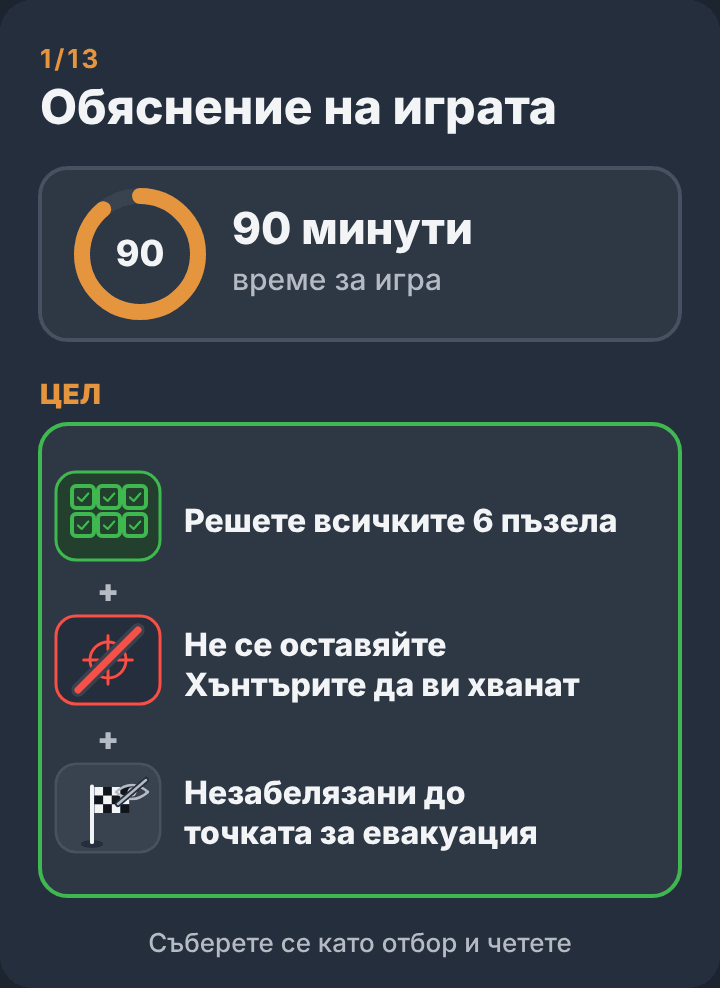 1/13
Обяснение на играта
90
90 минути
време за игра
ЦЕЛ
Решете всичките 6 пъзела
+
Не се оставяйте
Хънтърите да ви хванат
+
Незабелязани до
точката за евакуация
Съберете се като отбор и четете